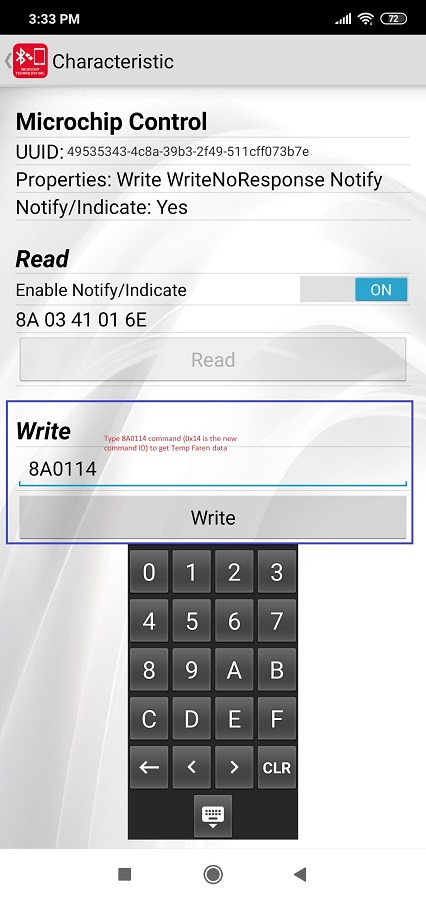 3:33 PM
72
MICROCHIP
TECHNOLOGY INC.
Characteristic
Microchip Control
UUID: 49535343-4c8a-39b3-2f49-511cff073b7e
Properties: Write WriteNoResponse Notify
Notify/Indicate: Yes
Read
Enable Notify/Indicate
ON
8A 03 41 01 6E
Read
Write
Type 8A0114 command (0x14 is the new
command ID) to get Temp Faren data
8A0114
Write
0 1 2 3
4 5 6 7
8 9 A B
C D E F
← < > CLR